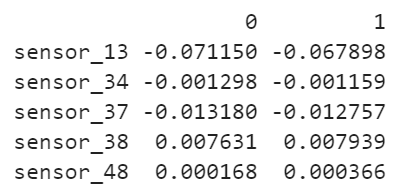 0 1
sensor_13 -0.071150 -0.067898
sensor_34 -0.001298 -0.001159
sensor_37 -0.013180 -0.012757
sensor_38 0.007631 0.007939
sensor_48 0.000168 0.000366